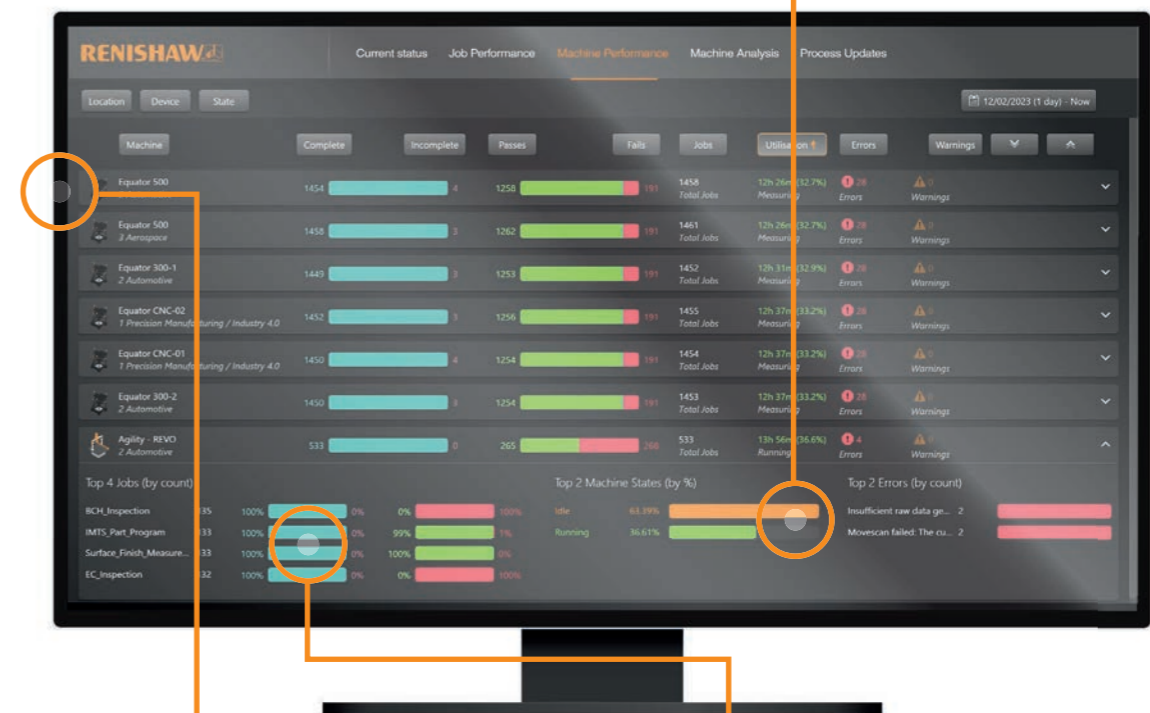 RENISHAW
Current status Job Performance Machine Performance Machine Analysis Process Updates
Location Device State 12/02/2023 (1 day) - Now
Machine Complete Incomplete Passes Fails Jobs Utilisation Errors Warnings
Equator 500 1454 4 1258 191 1458 12h 26m (32.7%) 28 0
Total Jobs Measuring Errors Warnings
Equator 500 1458 3 1262 191 1461 12h 26m (32.7%) 28 0
3 Aerospace Total Jobs Measuring Errors Warnings
Equator 300-1 1449 3 1253 191 1452 12h 31m (32.9%) 28 0
2 Automotive Total Jobs Measuring Errors Warnings
Equator CNC-02 1452 3 1256 191 1455 12h 37m (33.2%) 28 0
1 Precision Manufacturing / Industry 4.0 Total Jobs Measuring Errors Warnings
Equator CNC-01 1450 4 1254 191 1454 12h 37m (33.2%) 28 0
1 Precision Manufacturing / Industry 4.0 Total Jobs Measuring Errors Warnings
Equator 300-2 1450 1254 191 1453 12h 37m (33.2%) 28 0
2 Automotive Total Jobs Measuring Errors Warnings
Agility - REVO 533 0 265 268 533 13h 56m (36.6%) 4 0
2 Automotive Total Jobs Running Errors Warnings
Top 4 Jobs (by count) Top 2 Machine States (by %) Top 2 Errors (by count)
BCH_Inspection 135 100% 0% 0% 100% Idle 63.39% Insufficient raw data ge... 2
IMTS_Part_Program 133 100% 0% 99% 1% Running 36.61% Movescan failed: The cu... 2
Surface_Finish_Measure... 133 100% 0% 100% 0%
EC_Inspection 132 100% 0% 0% 100%